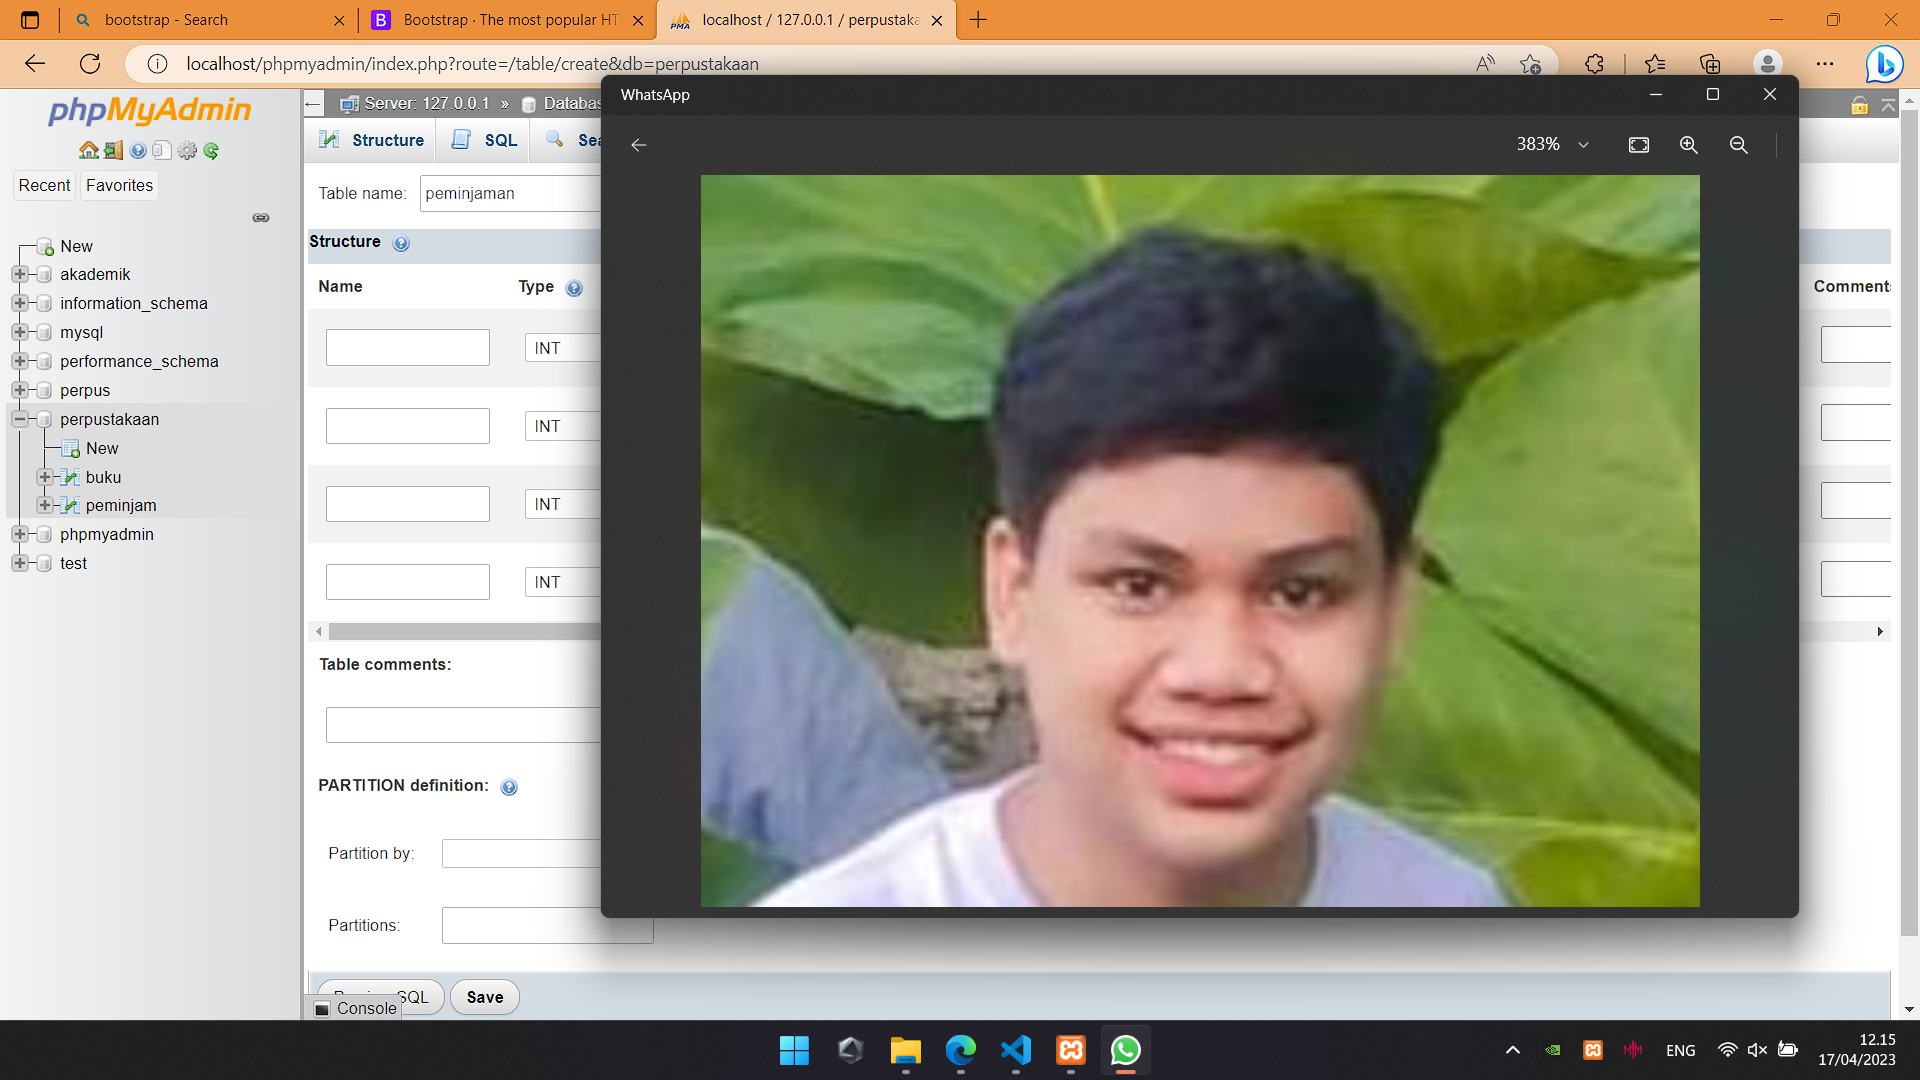 bootstrap - Search
Bootstrap · The most popular HT
localhost / 127.0.0.1 / perpustaka
localhost/phpmyadmin/index.php?route=/table/create&db=perpustakaan
phpMyAdmin
Recent
Favorites
New
akademik
information_schema
mysql
performance_schema
perpus
perpustakaan
New
buku
peminjam
phpmyadmin
test
Server: 127.0.0.1 »
Databas
Structure
SQL
Sea
Table name:
peminjaman
Structure
Name
Type
Comments
INT
INT
INT
INT
Table comments:
PARTITION definition:
Partition by:
Partitions:
SQL
Save
Console
WhatsApp
383%
ENG
12.15
17/04/2023